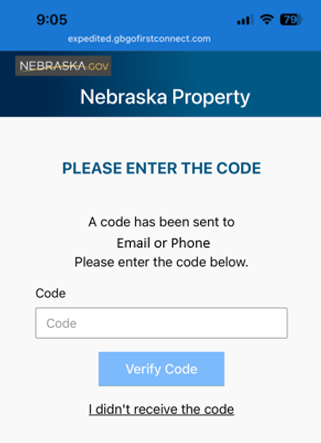 9:05
79
expedited.gbgofirstconnect.com
NEBRASKA.GOV
Nebraska Property
PLEASE ENTER THE CODE
A code has been sent to
Email or Phone
Please enter the code below.
Code
Code
Verify Code
I didn't receive the code